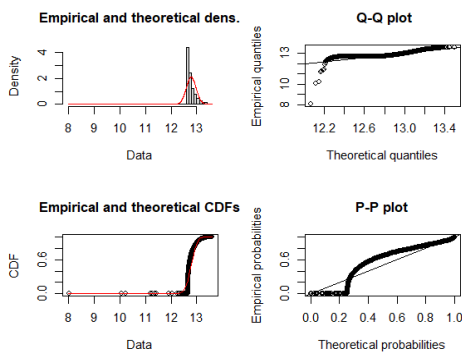 Empirical and theoretical dens.
Density
0 2 4
8 9 10 11 12 13
Data
Q-Q plot
Empirical quantiles
8 10 13
12.2 12.6 13.0 13.4
Theoretical quantiles
Empirical and theoretical CDFs
CDF
0.0 0.6
8 9 10 11 12 13
Data
P-P plot
Empirical probabilities
0.0 0.6
0.0 0.2 0.4 0.6 0.8 1.0
Theoretical probabilities